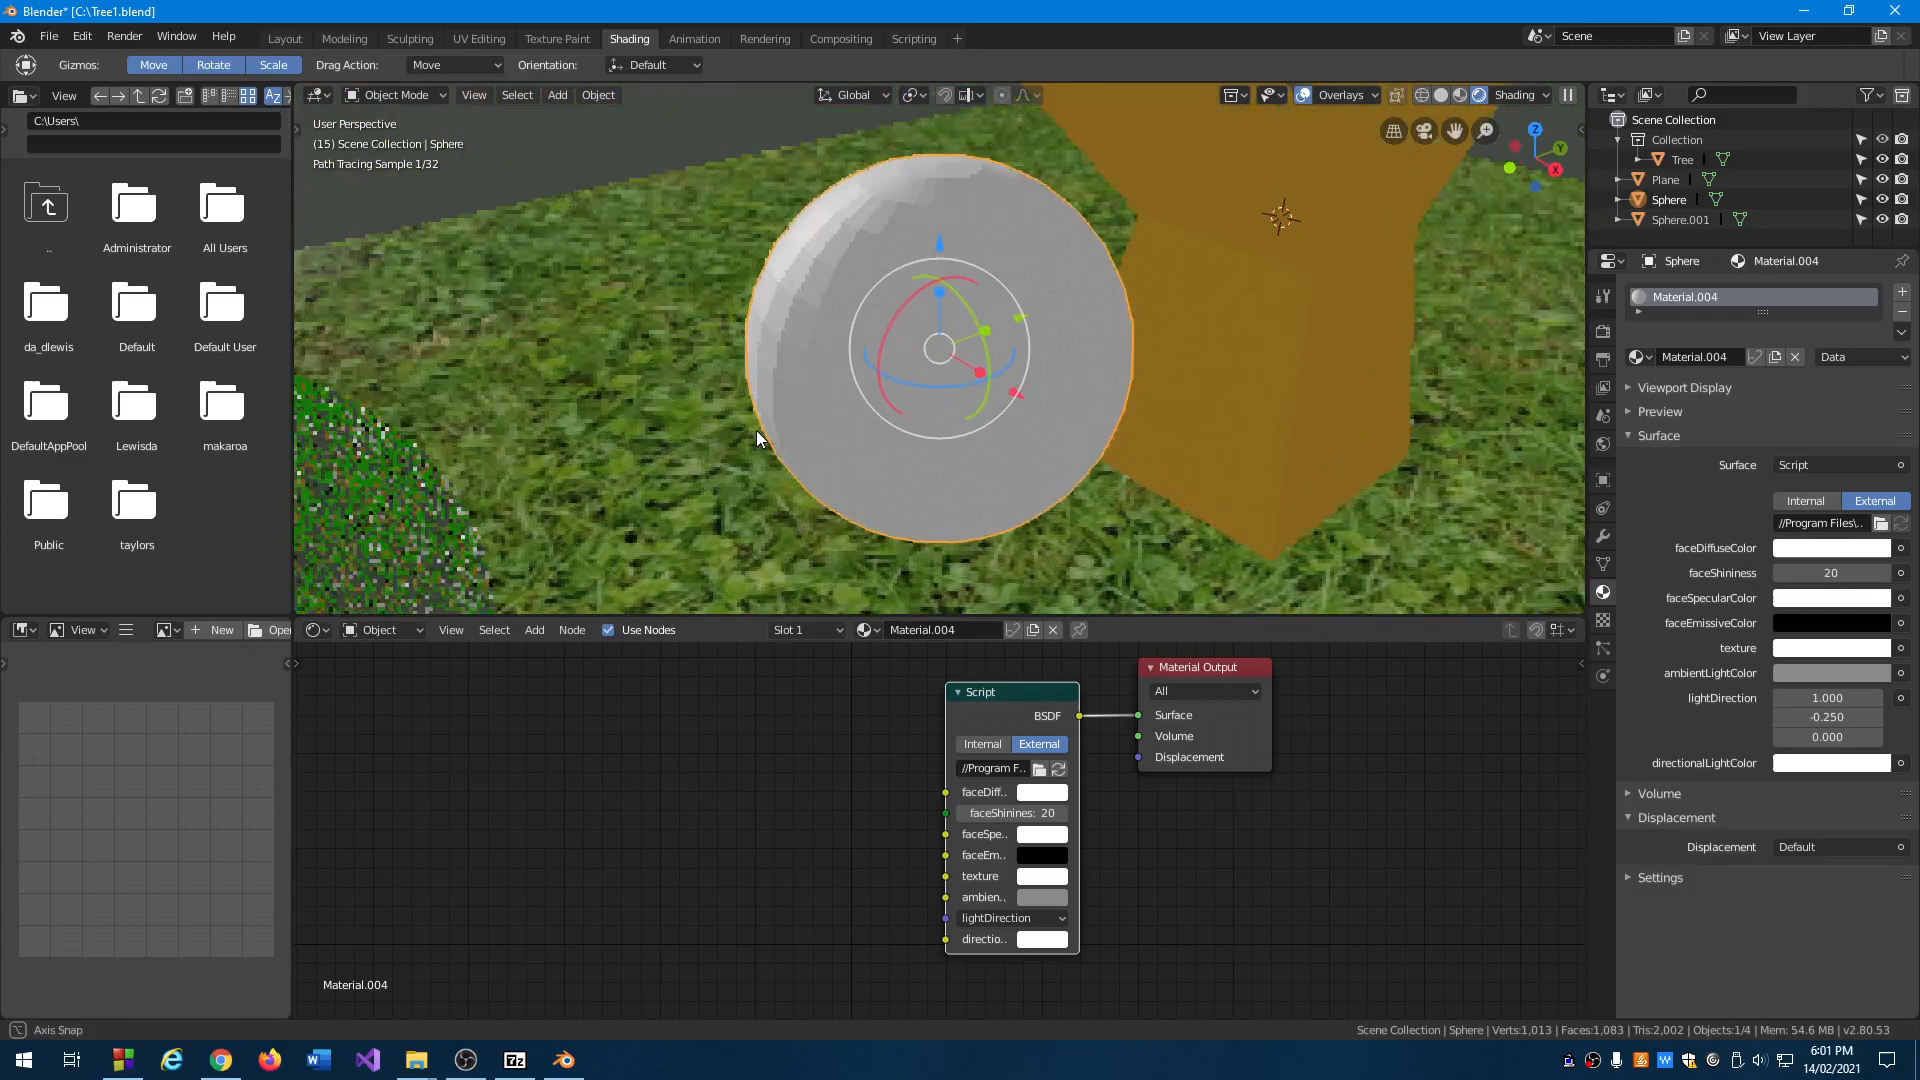 Blender* [C:\Tree1.blend]
File Edit Render Window Help
Layout Modeling Sculpting UV Editing Texture Paint Shading Animation Rendering Compositing Scripting +
Scene
View Layer
Gizmos: Move Rotate Scale Drag Action: Move Orientation: Default
View
C:\Users\
Object Mode View Select Add Object
Global
Overlays
Shading
User Perspective
(15) Scene Collection | Sphere
Path Tracing Sample 1/32
..
Administrator
All Users
da_dlewis
Default
Default User
DefaultAppPool
Lewisda
makaroa
Public
taylors
Z
Y
X
Scene Collection
Collection
Tree
Plane
Sphere
Sphere.001
Sphere Material.004
Material.004
Material.004 Data
Viewport Display
Preview
Surface
Surface Script
Internal External
//Program Files\..
faceDiffuseColor
faceShininess 20
faceSpecularColor
faceEmissiveColor
texture
ambientLightColor
lightDirection 1.000
-0.250
0.000
directionalLightColor
Volume
Displacement
Displacement Default
Settings
View
New
Open
Object View Select Add Node Use Nodes Slot 1 Material.004
Script
BSDF
Internal External
//Program F..
faceDiff..
faceShinines: 20
faceSpe..
faceEm..
texture
ambien..
lightDirection
directio..
Material Output
All
Surface
Volume
Displacement
Material.004
Axis Snap
Scene Collection | Sphere | Verts:1,013 | Faces:1,083 | Tris:2,002 | Objects:1/4 | Mem: 54.6 MB | v2.80.53
6:01 PM
14/02/2021